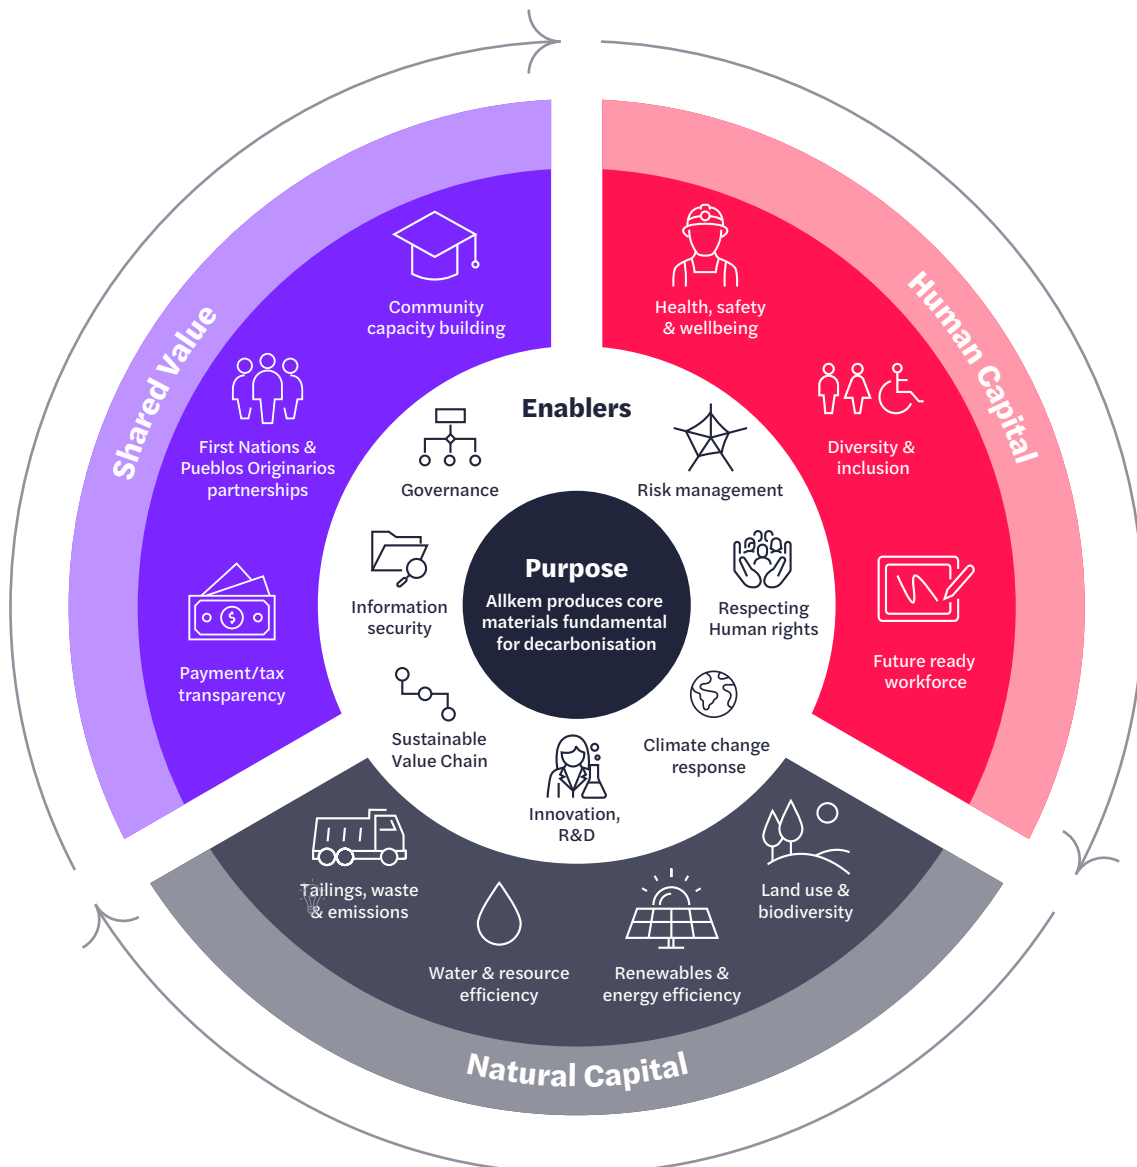 Shared Value
Community
capacity building
First Nations &
Pueblos Originarios
partnerships
Payment/tax
transparency
Human Capital
Health, safety
& wellbeing
Diversity &
inclusion
Future ready
workforce
Enablers
Governance
Risk management
Information
security
Respecting
Human rights
Sustainable
Value Chain
Climate change
response
Innovation,
R&D
Purpose
Allkem produces core
materials fundamental
for decarbonisation
Tailings, waste
& emissions
Water & resource
efficiency
Renewables &
energy efficiency
Land use &
biodiversity
Natural Capital